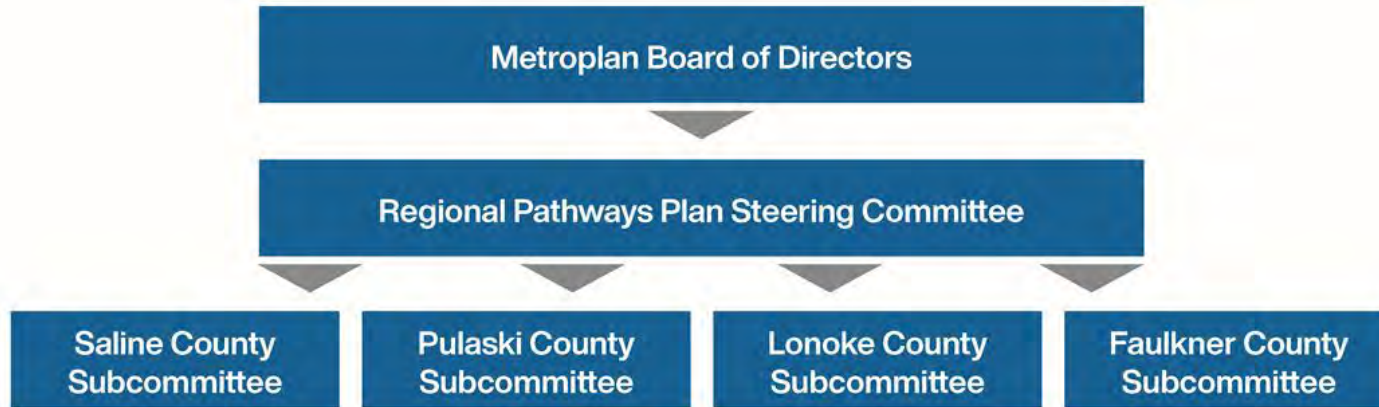 Metroplan Board of Directors
Regional Pathways Plan Steering Committee
Saline County
Subcommittee
Pulaski County
Subcommittee
Lonoke County
Subcommittee
Faulkner County
Subcommittee